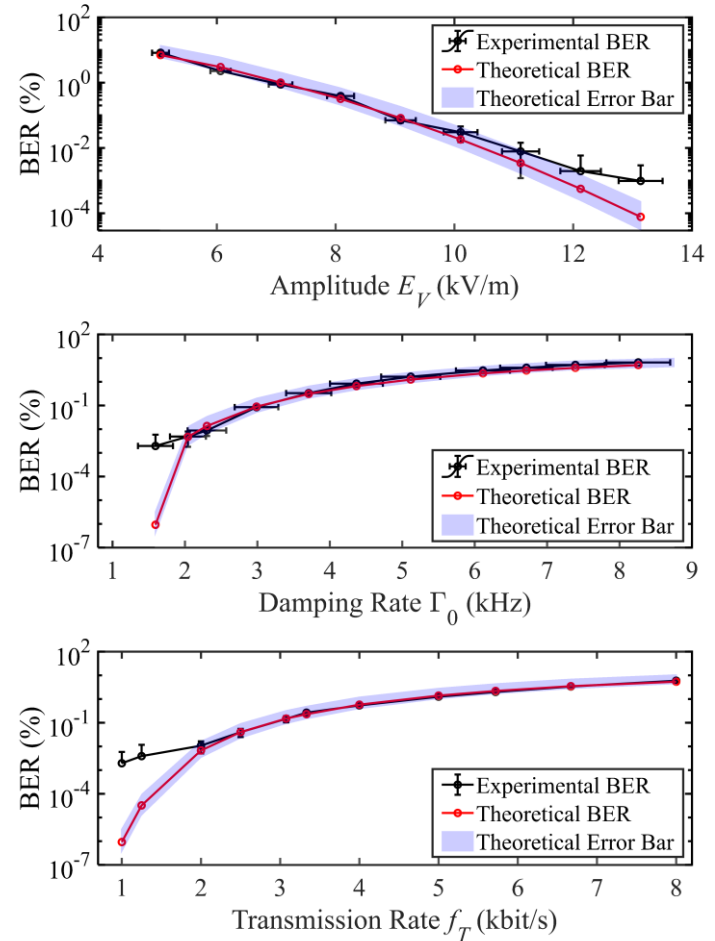 10^2
10^0
10^-2
10^-4
BER (%)
Experimental BER
Theoretical BER
Theoretical Error Bar
4 6 8 10 12 14
Amplitude E_V (kV/m)
10^2
10^-1
10^-4
10^-7
BER (%)
Experimental BER
Theoretical BER
Theoretical Error Bar
1 2 3 4 5 6 7 8 9
Damping Rate Γ_0 (kHz)
10^2
10^-1
10^-4
10^-7
BER (%)
Experimental BER
Theoretical BER
Theoretical Error Bar
1 2 3 4 5 6 7 8
Transmission Rate f_T (kbit/s)